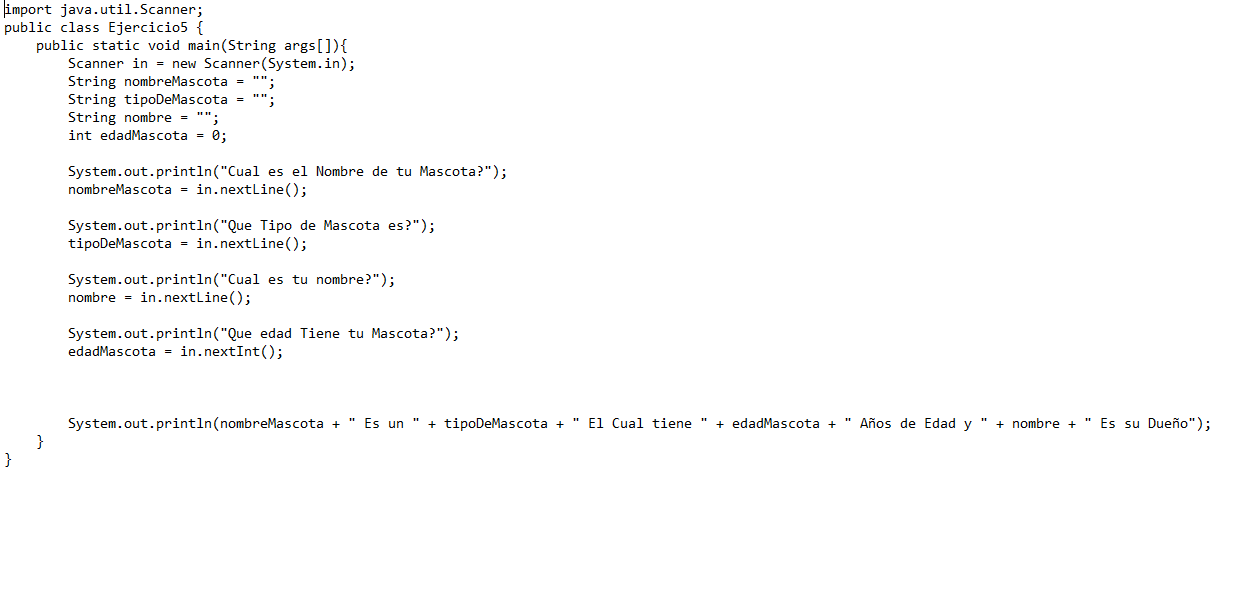 import java.util.Scanner;
public class Ejercicio5 {
    public static void main(String args[]){
        Scanner in = new Scanner(System.in);
        String nombreMascota = "";
        String tipoDeMascota = "";
        String nombre = "";
        int edadMascota = 0;

        System.out.println("Cual es el Nombre de tu Mascota?");
        nombreMascota = in.nextLine();

        System.out.println("Que Tipo de Mascota es?");
        tipoDeMascota = in.nextLine();

        System.out.println("Cual es tu nombre?");
        nombre = in.nextLine();

        System.out.println("Que edad Tiene tu Mascota?");
        edadMascota = in.nextInt();



        System.out.println(nombreMascota + " Es un " + tipoDeMascota + " El Cual tiene " + edadMascota + " Años de Edad y " + nombre + " Es su Dueño");
    }
}